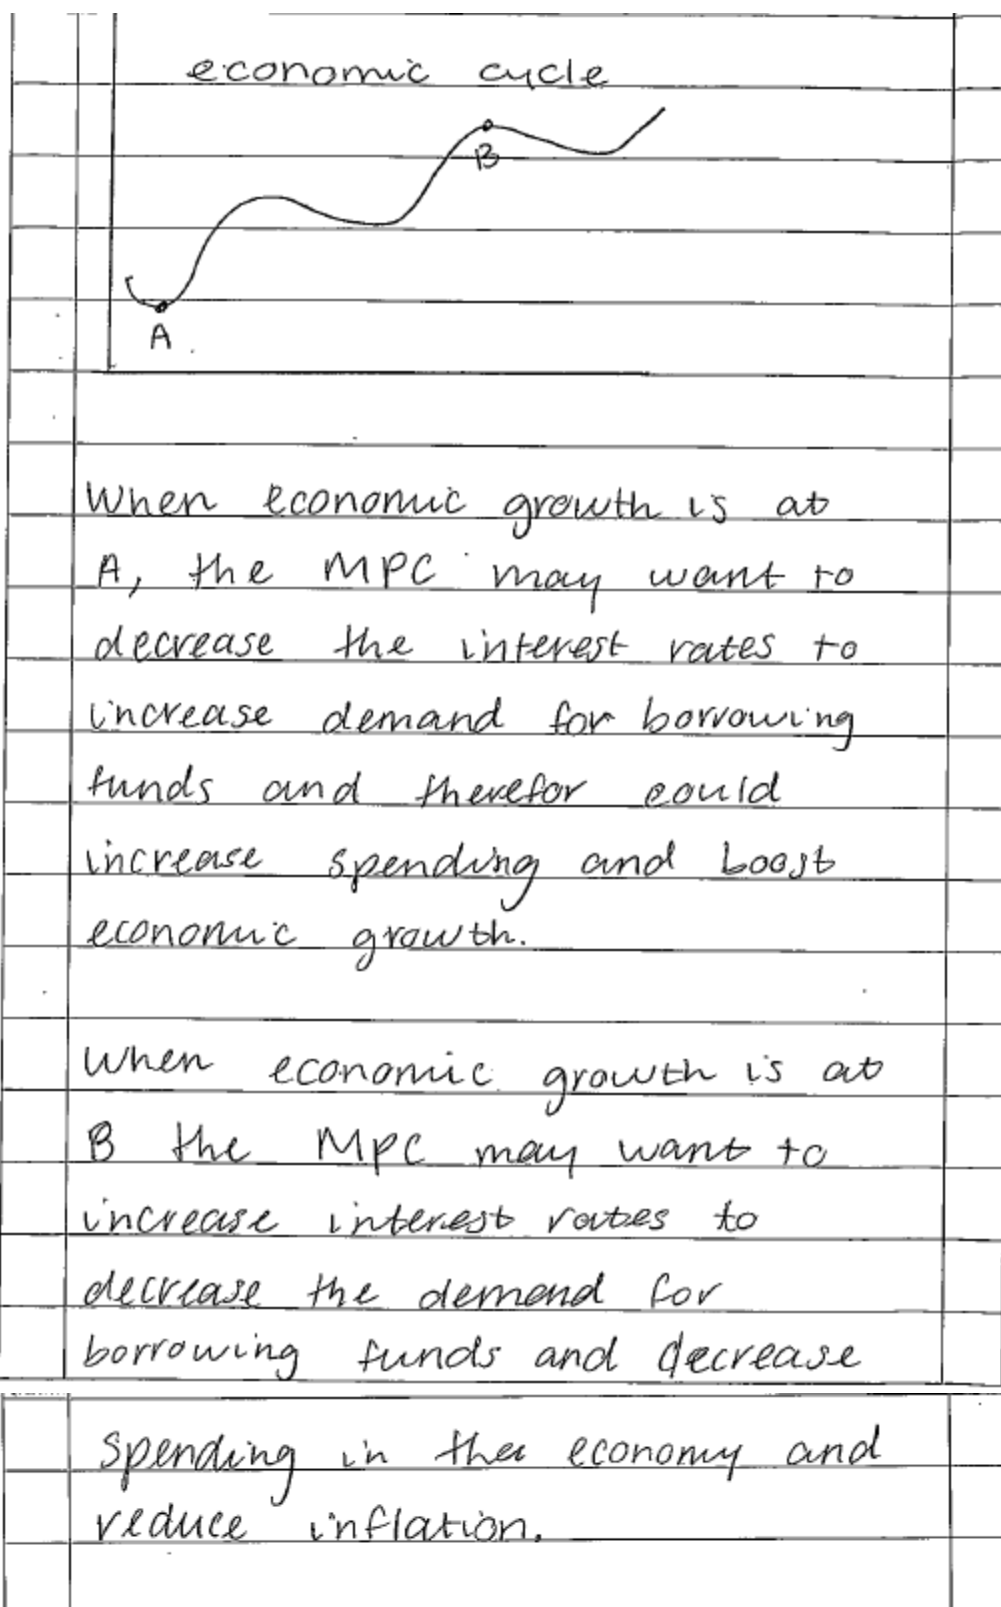 economic cycle
B
A
When economic growth is at
A, the MPC may want to
decrease the interest rates to
increase demand for borrowing
funds and therefor could
increase spending and boost
economic growth.
When economic growth is at
B the MPC may want to
increase interest rates to
decrease the demand for
borrowing funds and decrease
spending in the economy and
reduce inflation.